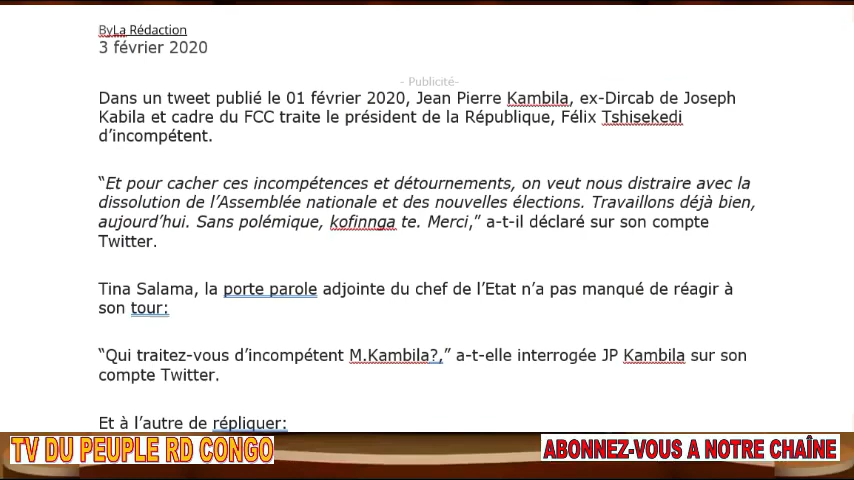 ByLa Rédaction
3 février 2020
- Publicité-
Dans un tweet publié le 01 février 2020, Jean Pierre Kambila, ex-Dircab de Joseph
Kabila et cadre du FCC traite le président de la République, Félix Tshisekedi
d’incompétent.
“Et pour cacher ces incompétences et détournements, on veut nous distraire avec la
dissolution de l’Assemblée nationale et des nouvelles élections. Travaillons déjà bien,
aujourd’hui. Sans polémique, kofinnga te. Merci,” a-t-il déclaré sur son compte
Twitter.
Tina Salama, la porte parole adjointe du chef de l’Etat n’a pas manqué de réagir à
son tour:
“Qui traitez-vous d’incompétent M.Kambila?,” a-t-elle interrogée JP Kambila sur son
compte Twitter.
Et à l’autre de répliquer:
TV DU PEUPLE RD CONGO
ABONNEZ-VOUS A NOTRE CHAÎNE